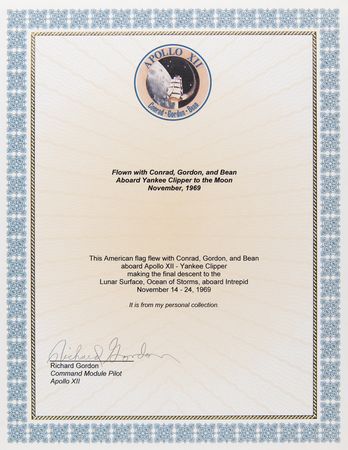 APOLLO XII
Conrad • Gordon • Bean
Flown with Conrad, Gordon, and Bean
Aboard Yankee Clipper to the Moon
November, 1969
This American flag flew with Conrad, Gordon, and Bean
aboard Apollo XII - Yankee Clipper
making the final descent to the
Lunar Surface, Ocean of Storms, aboard Intrepid
November 14 - 24, 1969
It is from my personal collection.
Richard Gordon
Richard Gordon
Command Module Pilot
Apollo XII